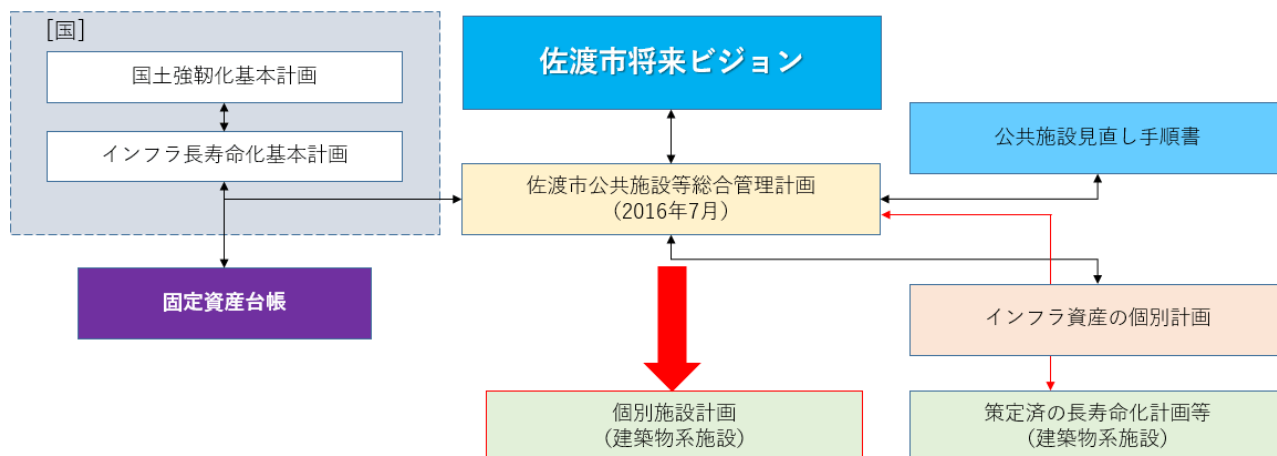 [国]
国土強靭化基本計画
インフラ長寿命化基本計画
固定資産台帳
佐渡市将来ビジョン
佐渡市公共施設等総合管理計画
（2016年7月）
公共施設見直し手順書
インフラ資産の個別計画
個別施設計画
(建築物系施設)
策定済の長寿命化計画等
(建築物系施設)